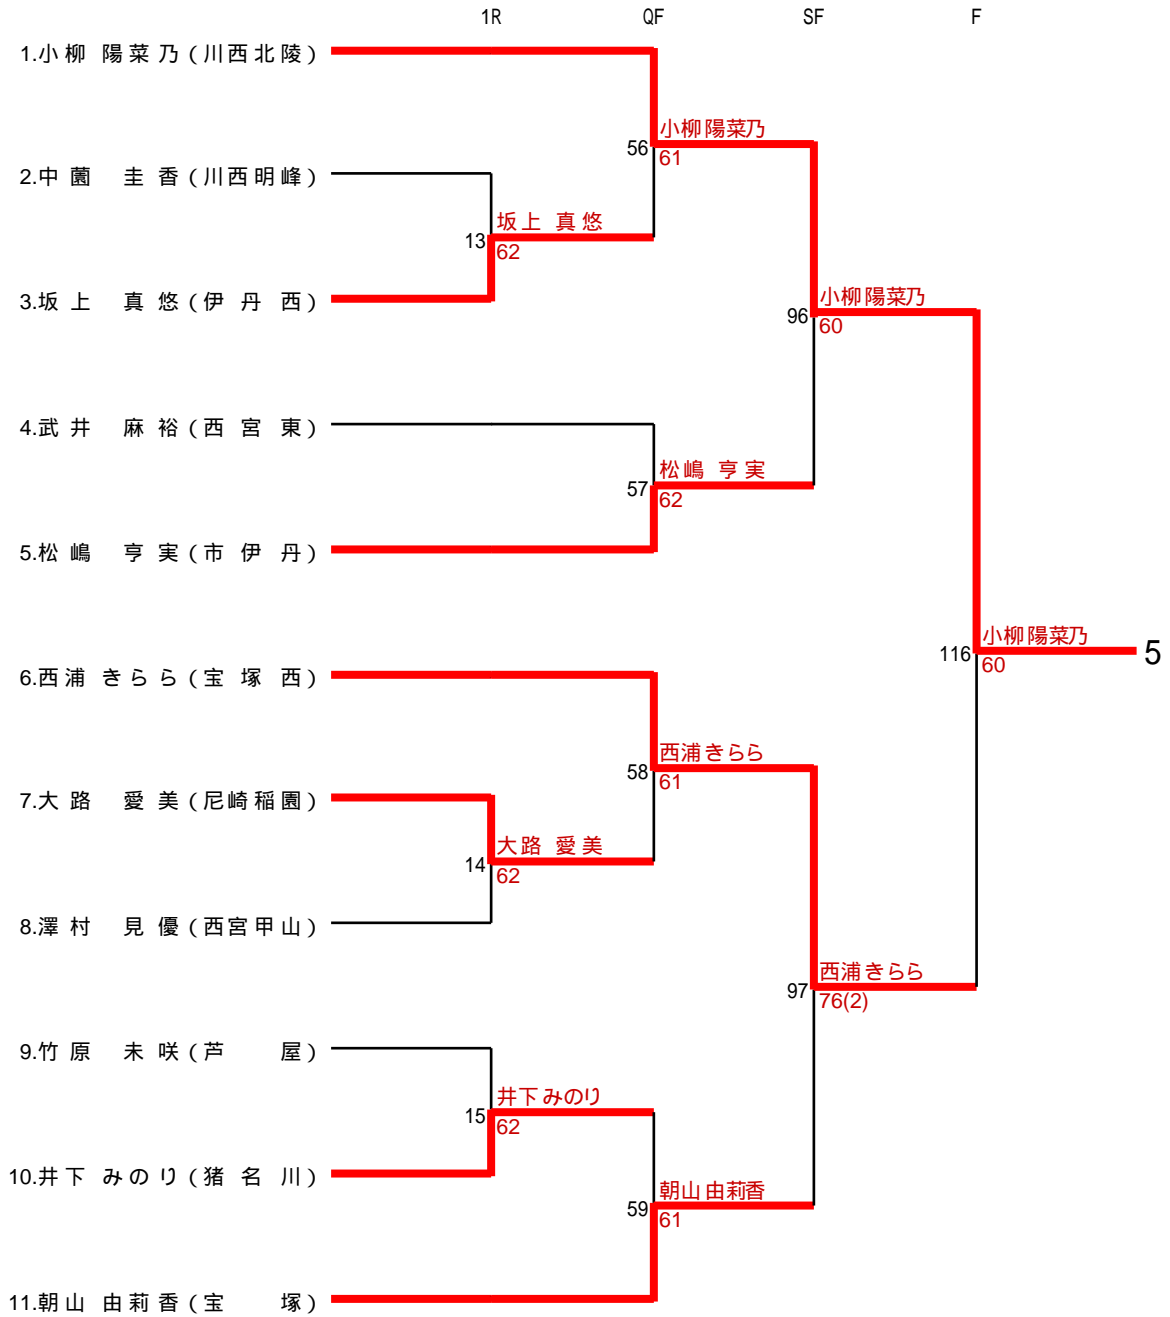 1R QF SF F
1.小柳 陽菜乃(川西北陵)
小柳陽菜乃
56
61
2.中薗 圭香(川西明峰)
坂上 真悠
13
62
3.坂上 真悠(伊丹西)
小柳陽菜乃
96
60
4.武井 麻裕(西宮東)
松嶋 亨実
57
62
5.松嶋 亨実(市伊丹)
小柳陽菜乃
116
60
5
6.西浦 きらら(宝塚西)
西浦きらら
58
61
7.大路 愛美(尼崎稲園)
大路 愛美
14
62
8.澤村 見優(西宮甲山)
西浦きらら
97
76(2)
9.竹原 未咲(芦屋)
井下みのり
15
62
10.井下 みのり(猪名川)
朝山由莉香
59
61
11.朝山 由莉香(宝塚)